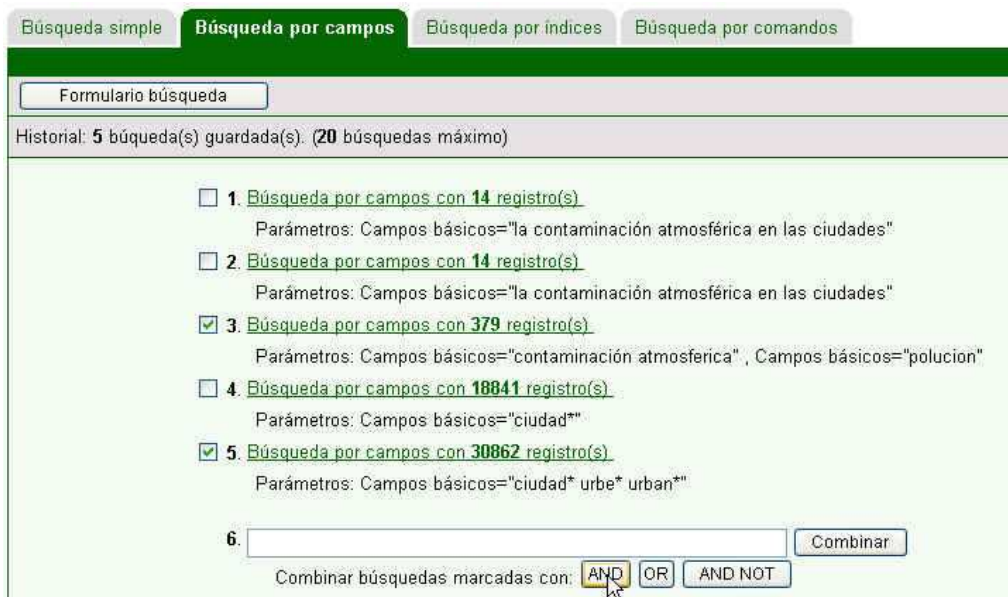 Búsqueda simple Búsqueda por campos Búsqueda por índices Búsqueda por comandos
Formulario búsqueda
Historial: 5 búqueda(s) guardada(s). (20 búsquedas máximo)
1. Búsqueda por campos con 14 registro(s)
Parámetros: Campos básicos="la contaminación atmosférica en las ciudades"
2. Búsqueda por campos con 14 registro(s)
Parámetros: Campos básicos="la contaminación atmosférica en las ciudades"
3. Búsqueda por campos con 379 registro(s)
Parámetros: Campos básicos="contaminación atmosferica" , Campos básicos="polucion"
4. Búsqueda por campos con 18841 registro(s)
Parámetros: Campos básicos="ciudad*"
5. Búsqueda por campos con 30862 registro(s)
Parámetros: Campos básicos="ciudad* urbe* urban*"
6. Combinar
Combinar búsquedas marcadas con: AND OR AND NOT